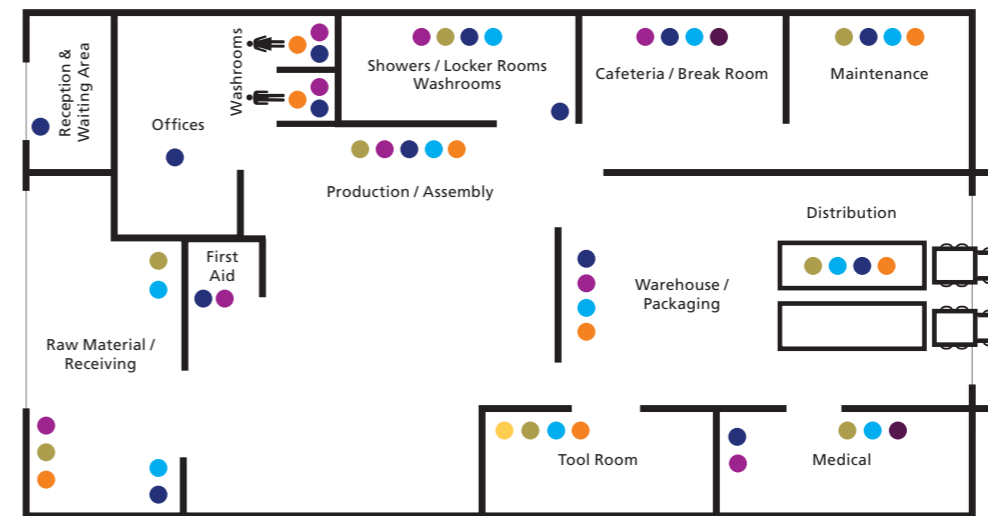 Reception &
Waiting Area
Offices
Washrooms
Showers / Locker Rooms
Washrooms
Cafeteria / Break Room
Maintenance
Production / Assembly
Distribution
First
Aid
Warehouse /
Packaging
Raw Material /
Receiving
Tool Room
Medical